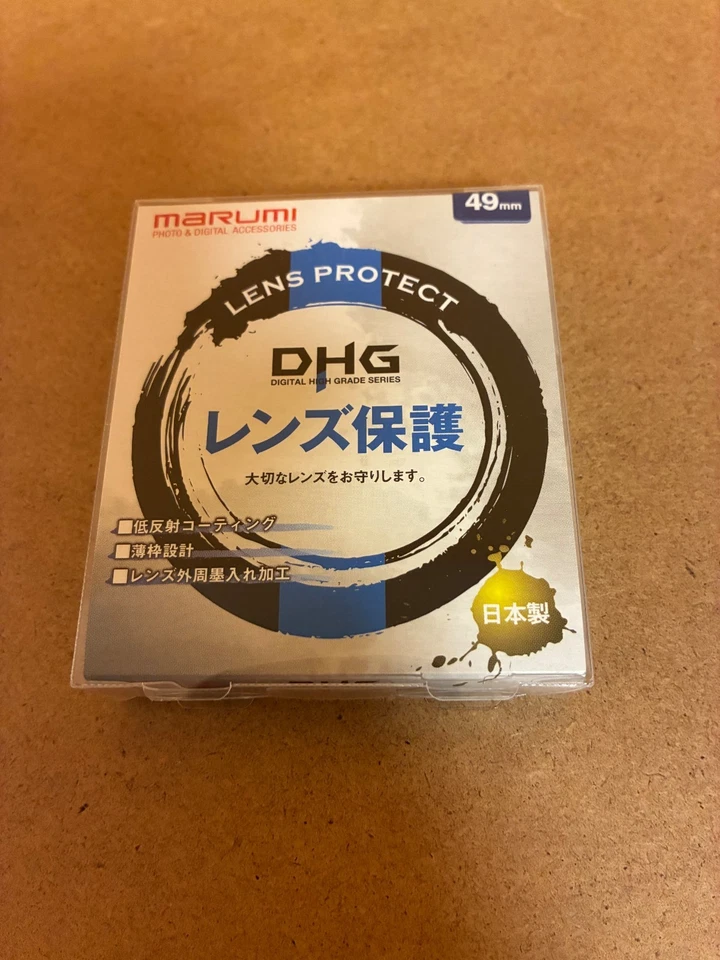 marumi
PHOTO & DIGITAL ACCESSORIES
49mm
LENS PROTECT
DHG
DIGITAL HIGH GRADE SERIES
レンズ保護
大切なレンズをお守りします。
■低反射コーティング
■薄枠設計
■レンズ外周墨入れ加工
日本製